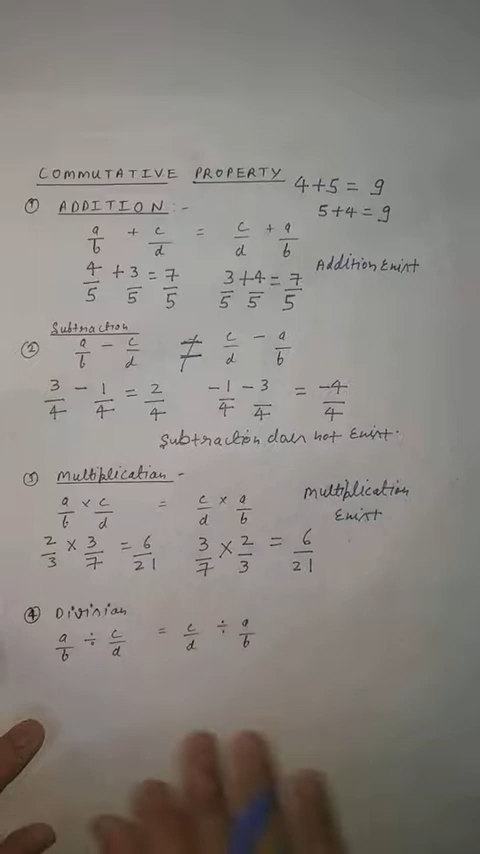 COMMUTATIVE PROPERTY 4+5 = 9
5+4 = 9
① ADDITION :-
a/b + c/d = c/d + a/b
4/5 + 3/5 = 7/5 3/5 + 4/5 = 7/5 Addition Exist
Subtraction
② a/b - c/d ≠ c/d - a/b
3/4 - 1/4 = 2/4 -1/4 - 3/4 = -4/4
Subtraction does not Exist.
③ Multiplication -
a/b × c/d = c/d × a/b Multiplication Exist
2/3 × 3/7 = 6/21 3/7 × 2/3 = 6/21
④ Division
a/b ÷ c/d = c/d ÷ a/b